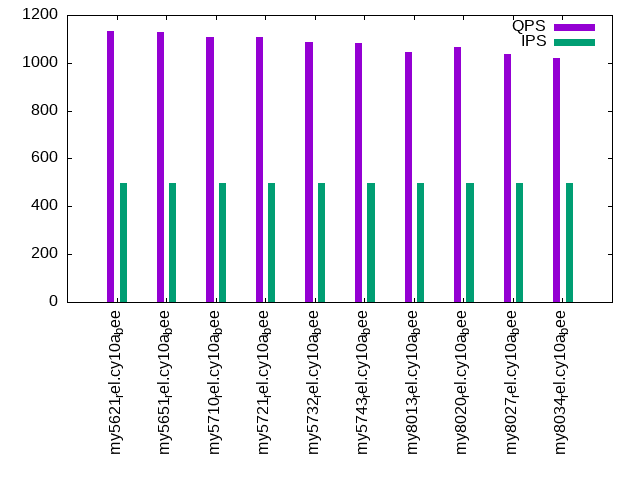 1200
QPS
IPS
1000
800
600
400
200
0
my5621rel.cy10abee
my5651rel.cy10abee
my5710rel.cy10abee
my5721rel.cy10abee
my5732rel.cy10abee
my5743rel.cy10abee
my8013rel.cy10abee
my8020rel.cy10abee
my8027rel.cy10abee
my8034rel.cy10abee